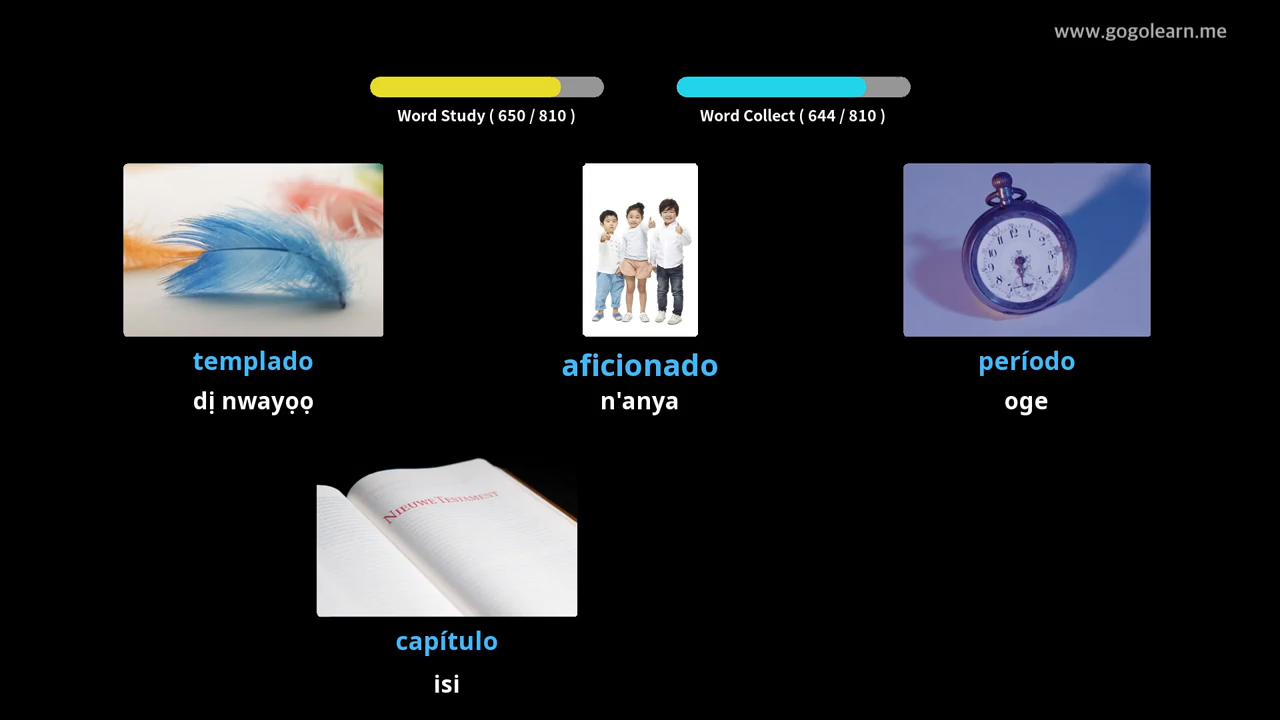 www.gogolearn.me
Word Study ( 650 / 810 )
Word Collect ( 644 / 810 )
templado
aficionado
período
dị nwayọọ
n'anya
oge
NIEUWE TESTAMENT
capítulo
isi